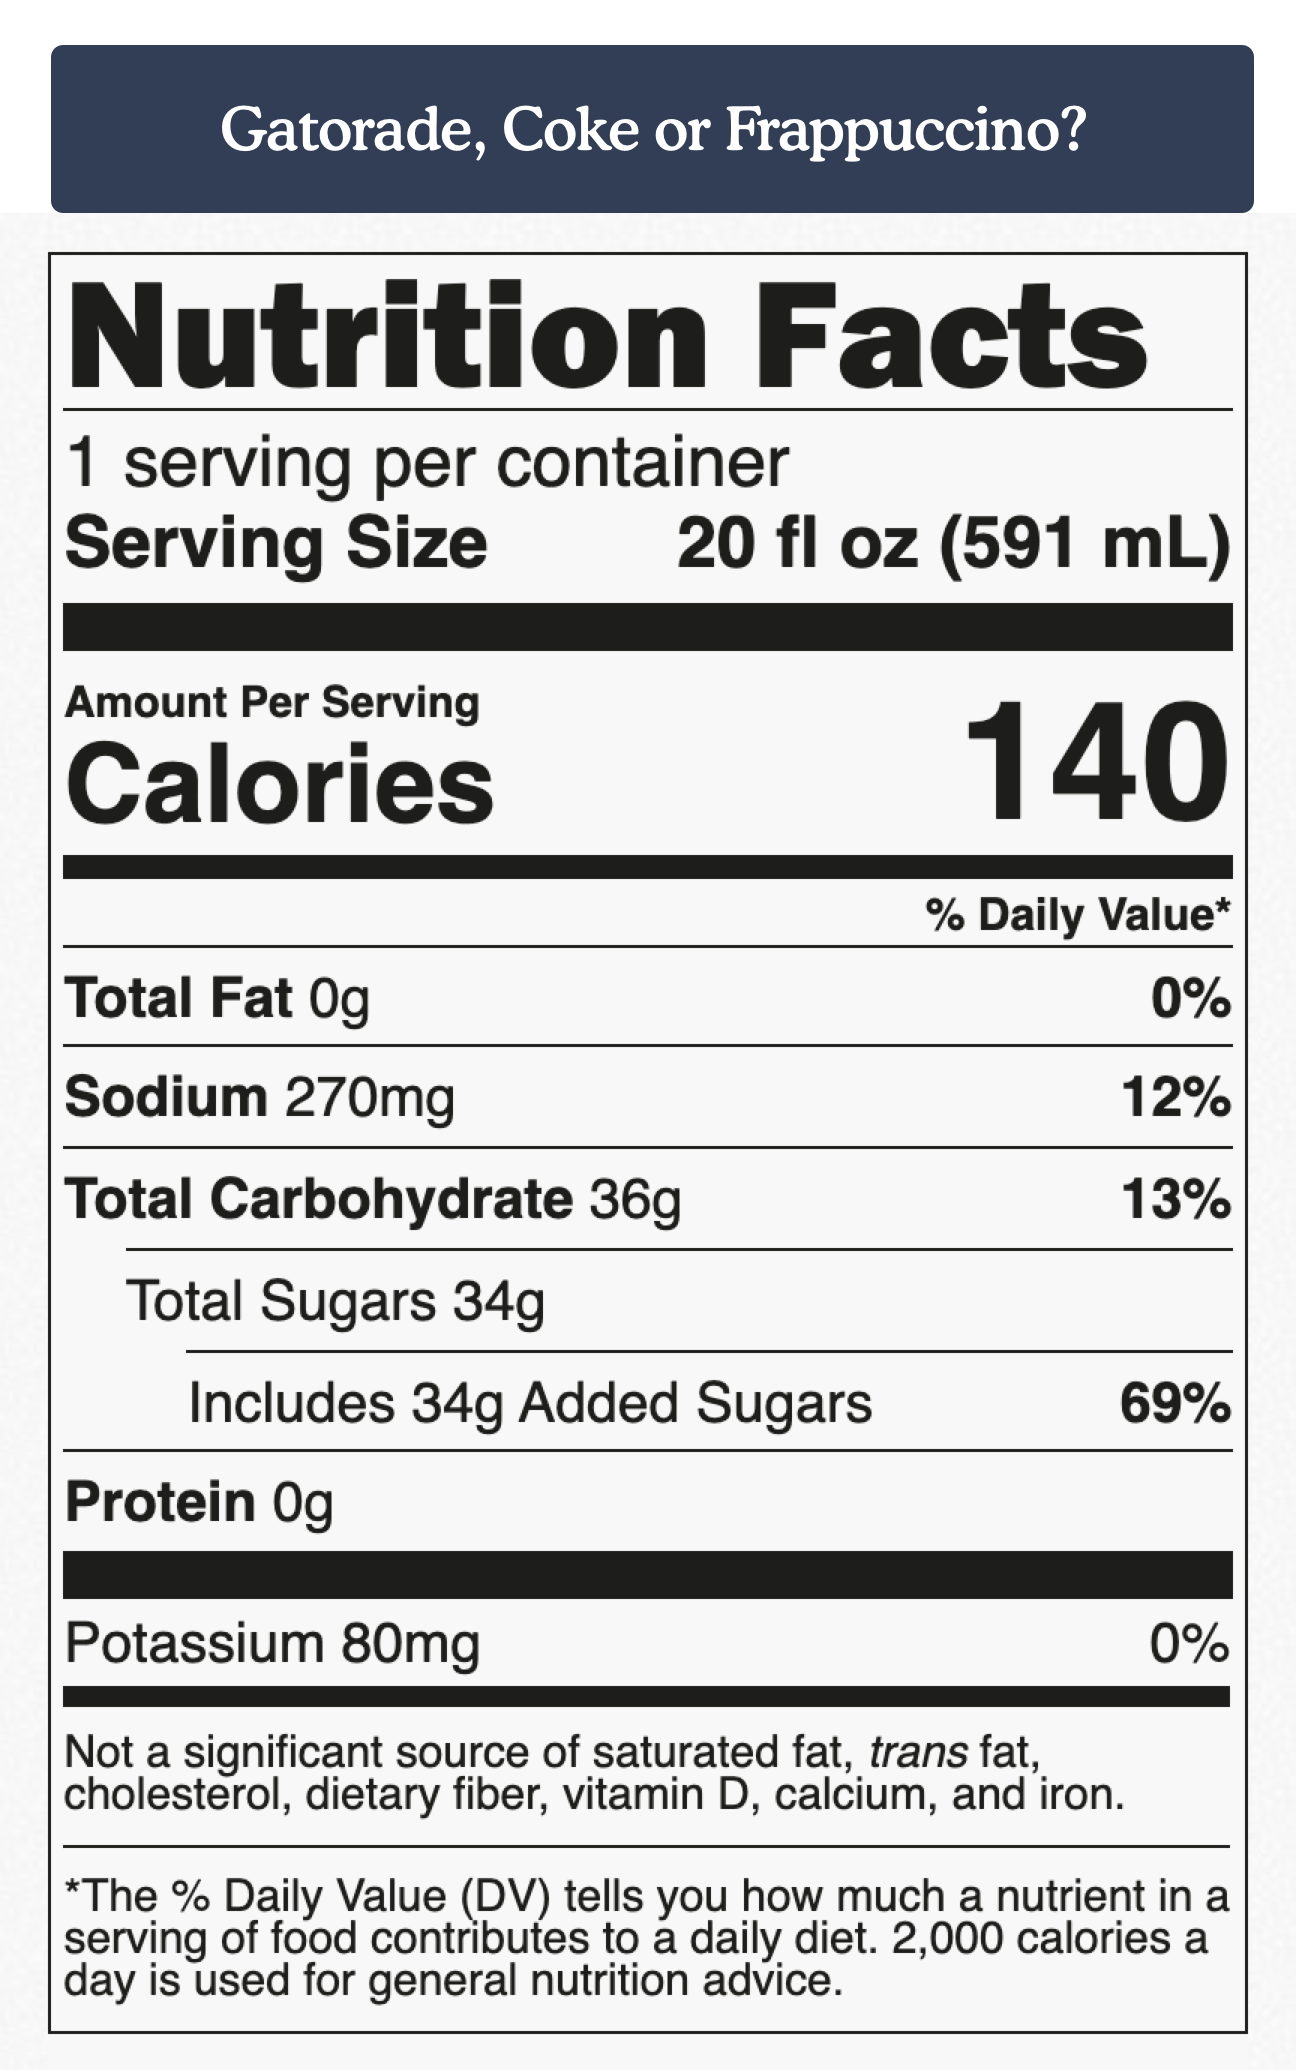 Gatorade, Coke or Frappuccino?
Nutrition Facts
1 serving per container
Serving Size 20 fl oz (591 mL)
Amount Per Serving
Calories 140
% Daily Value*
Total Fat 0g 0%
Sodium 270mg 12%
Total Carbohydrate 36g 13%
Total Sugars 34g
Includes 34g Added Sugars 69%
Protein 0g
Potassium 80mg 0%
Not a significant source of saturated fat, trans fat,
cholesterol, dietary fiber, vitamin D, calcium, and iron.
*The % Daily Value (DV) tells you how much a nutrient in a
serving of food contributes to a daily diet. 2,000 calories a
day is used for general nutrition advice.